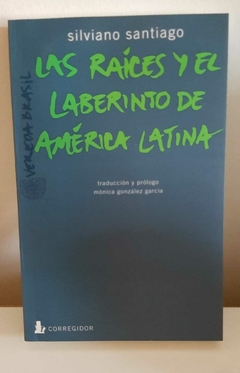 silviano santiago
LAS RAÍCES Y EL
LABERINTO DE
AMÉRICA LATINA
VEREDA BRASIL
traducción y prólogo
mónica gonzález garcía
CORREGIDOR